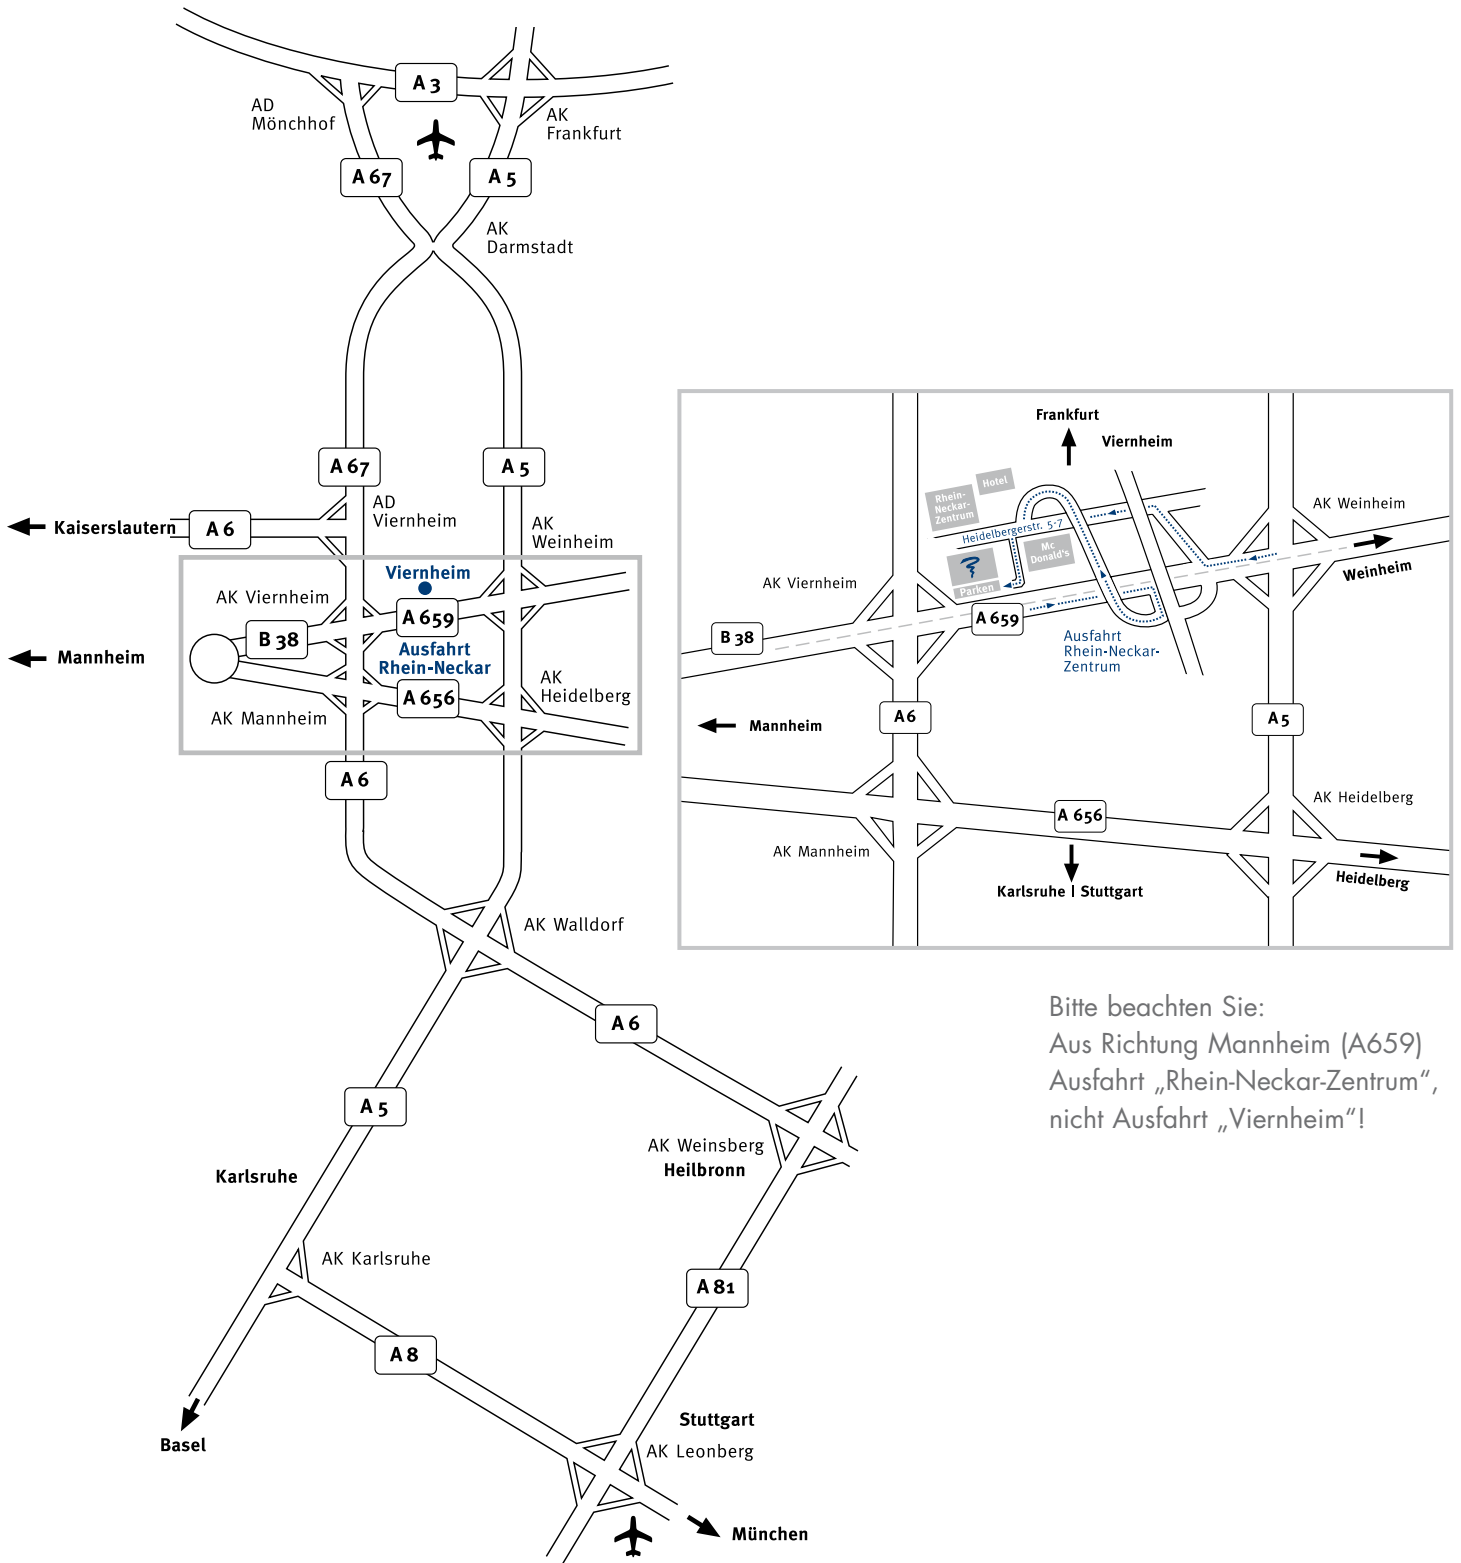 A 3
AD
Mönchhof
AK
Frankfurt
A 67
A 5
AK
Darmstadt
A 67
A 5
AD
Viernheim
Kaiserslautern
A 6
AK
Weinheim
Viernheim
AK Viernheim
A 659
B 38
Ausfahrt
Rhein-Neckar
Mannheim
AK
Heidelberg
A 656
AK Mannheim
A 6
AK Walldorf
A 6
A 5
AK Weinsberg
Heilbronn
Karlsruhe
AK Karlsruhe
A 81
A 8
Stuttgart
AK Leonberg
Basel
München
Frankfurt
Viernheim
Hotel
Rhein-
Neckar-
Zentrum
Heidelbergerstr. 5-7
Mc
Donald's
Parken
AK Weinheim
Weinheim
AK Viernheim
A 659
B 38
Ausfahrt
Rhein-Neckar-
Zentrum
A 6
A 5
Mannheim
AK Heidelberg
A 656
AK Mannheim
Heidelberg
Karlsruhe | Stuttgart
Bitte beachten Sie:
Aus Richtung Mannheim (A659)
Ausfahrt „Rhein-Neckar-Zentrum“,
nicht Ausfahrt „Viernheim“!